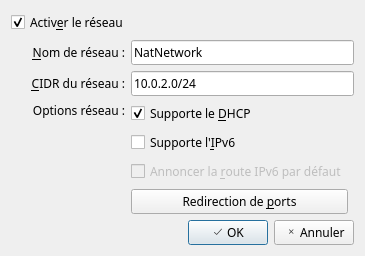 Activer le réseau
Nom de réseau : NatNetwork
CIDR du réseau : 10.0.2.0/24
Options réseau : Supporte le DHCP
Supporte l'IPv6
Annoncer la route IPv6 par défaut
Redirection de ports
OK Annuler